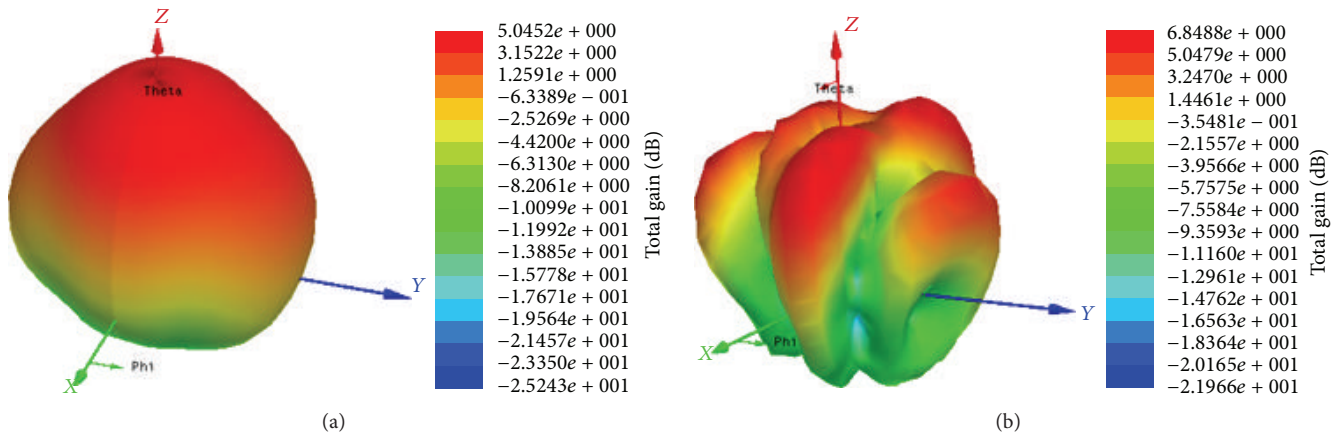 Z
Theta
Y
X
Phi
5.0452e + 000
3.1522e + 000
1.2591e + 000
−6.3389e − 001
−2.5269e + 000
−4.4200e + 000
−6.3130e + 000
−8.2061e + 000
−1.0099e + 001
−1.1992e + 001
−1.3885e + 001
−1.5778e + 001
−1.7671e + 001
−1.9564e + 001
−2.1457e + 001
−2.3350e + 001
−2.5243e + 001
Total gain (dB)
(a)
Z
Theta
Y
X
Phi
6.8488e + 000
5.0479e + 000
3.2470e + 000
1.4461e + 000
−3.5481e − 001
−2.1557e + 000
−3.9566e + 000
−5.7575e + 000
−7.5584e + 000
−9.3593e + 000
−1.1160e + 001
−1.2961e + 001
−1.4762e + 001
−1.6563e + 001
−1.8364e + 001
−2.0165e + 001
−2.1966e + 001
Total gain (dB)
(b)